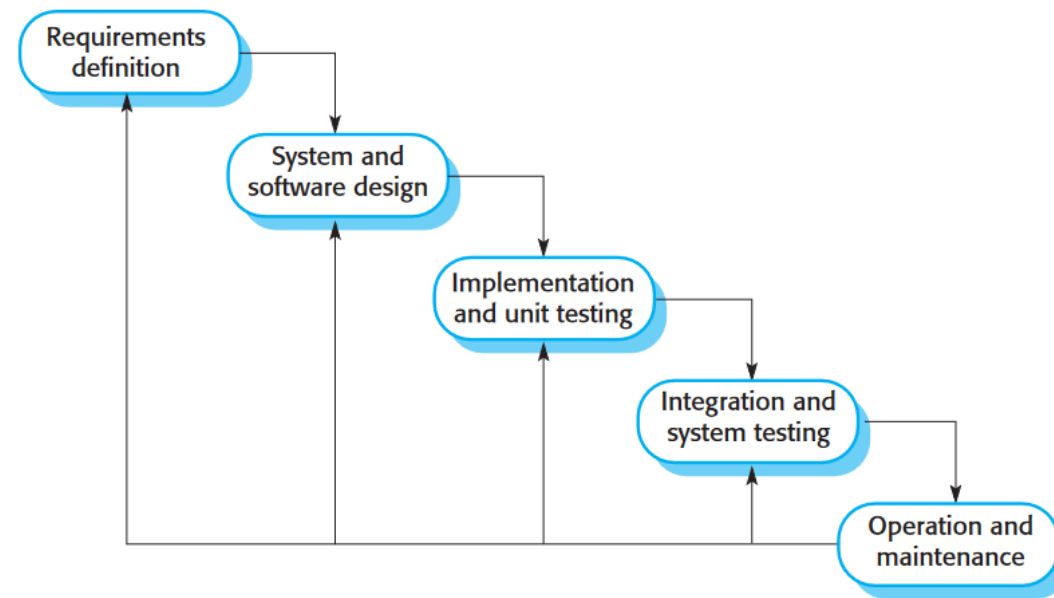 Requirements
definition
System and
software design
Implementation
and unit testing
Integration and
system testing
Operation and
maintenance